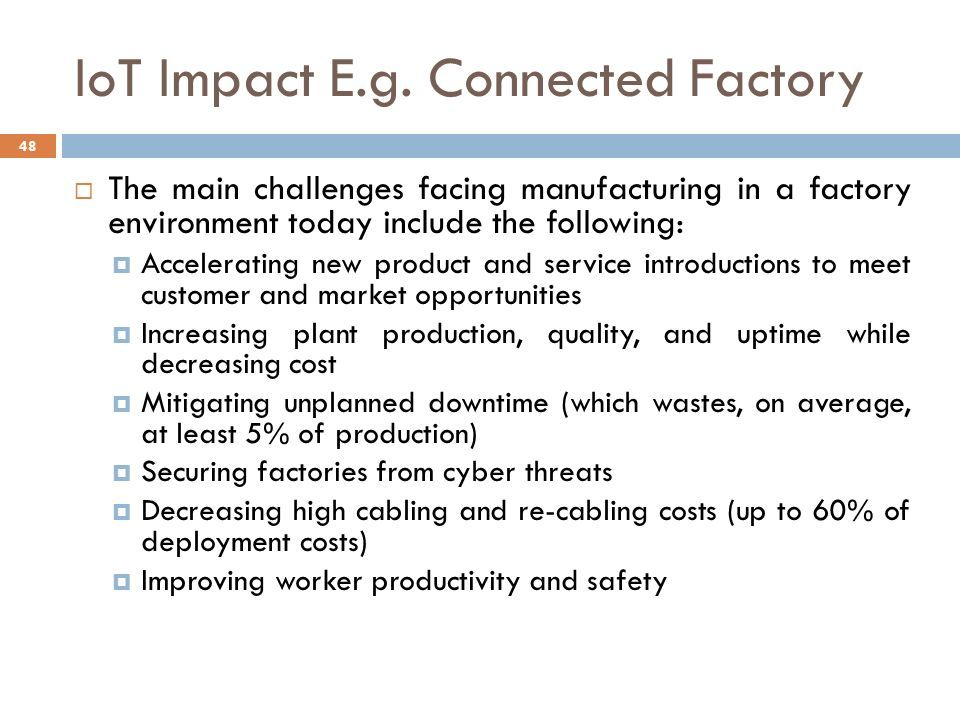 IoT Impact E.g. Connected Factory
48
The main challenges facing manufacturing in a factory
environment today include the following:
Accelerating new product and service introductions to meet
customer and market opportunities
Increasing plant production, quality, and uptime while
decreasing cost
Mitigating unplanned downtime (which wastes, on average,
at least 5% of production)
Securing factories from cyber threats
Decreasing high cabling and re-cabling costs (up to 60% of
deployment costs)
Improving worker productivity and safety